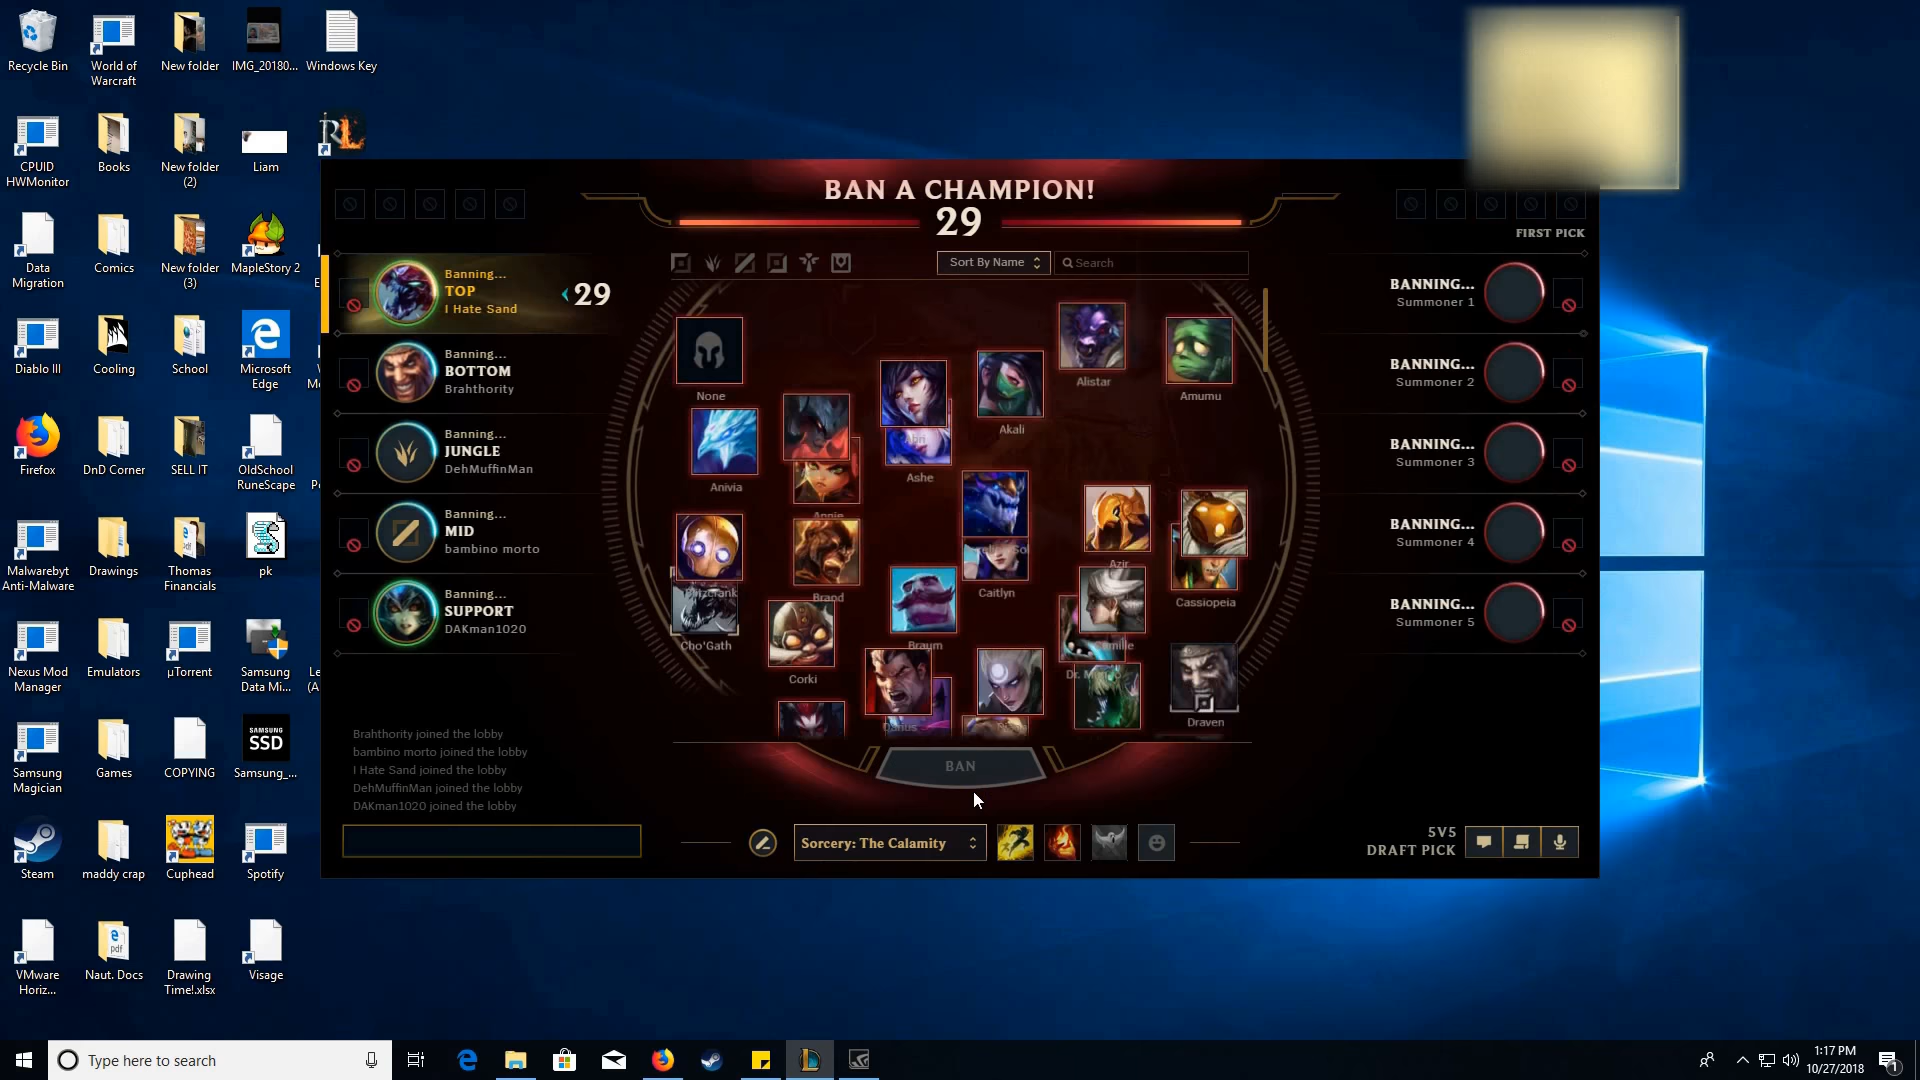 Recycle Bin
World of
Warcraft
New folder
IMG_20180...
Windows Key
CPUID
HWMonitor
Books
New folder
(2)
Liam
RL
Data
Migration
Comics
New folder
(3)
MapleStory 2
Diablo III
Cooling
School
Microsoft
Edge
Firefox
DnD Corner
SELL IT
OldSchool
RuneScape
Malwarebyt
Anti-Malware
Drawings
Thomas
Financials
pk
Nexus Mod
Manager
Emulators
µTorrent
Samsung
Data Mi...
Samsung
Magician
Games
COPYING
SAMSUNG
SSD
Samsung_...
Steam
maddy crap
Cuphead
Spotify
VMware
Horiz...
Naut. Docs
Drawing
Time!.xlsx
Visage
BAN A CHAMPION!
29
FIRST PICK
Sort By Name
Search
Banning...
TOP
I Hate Sand
29
Banning...
BOTTOM
Brahthority
Banning...
JUNGLE
DehMuffinMan
Banning...
MID
bambino morto
Banning...
SUPPORT
DAKman1020
None
Akali
Alistar
Amumu
Anivia
Annie
Ashe
Azir
Brand
Caitlyn
Cassiopeia
Cho'Gath
Braum
Corki
Darius
Draven
BANNING...
Summoner 1
BANNING...
Summoner 2
BANNING...
Summoner 3
BANNING...
Summoner 4
BANNING...
Summoner 5
Brahthority joined the lobby
bambino morto joined the lobby
I Hate Sand joined the lobby
DehMuffinMan joined the lobby
DAKman1020 joined the lobby
BAN
Sorcery: The Calamity
5V5
DRAFT PICK
Type here to search
1:17 PM
10/27/2018
1